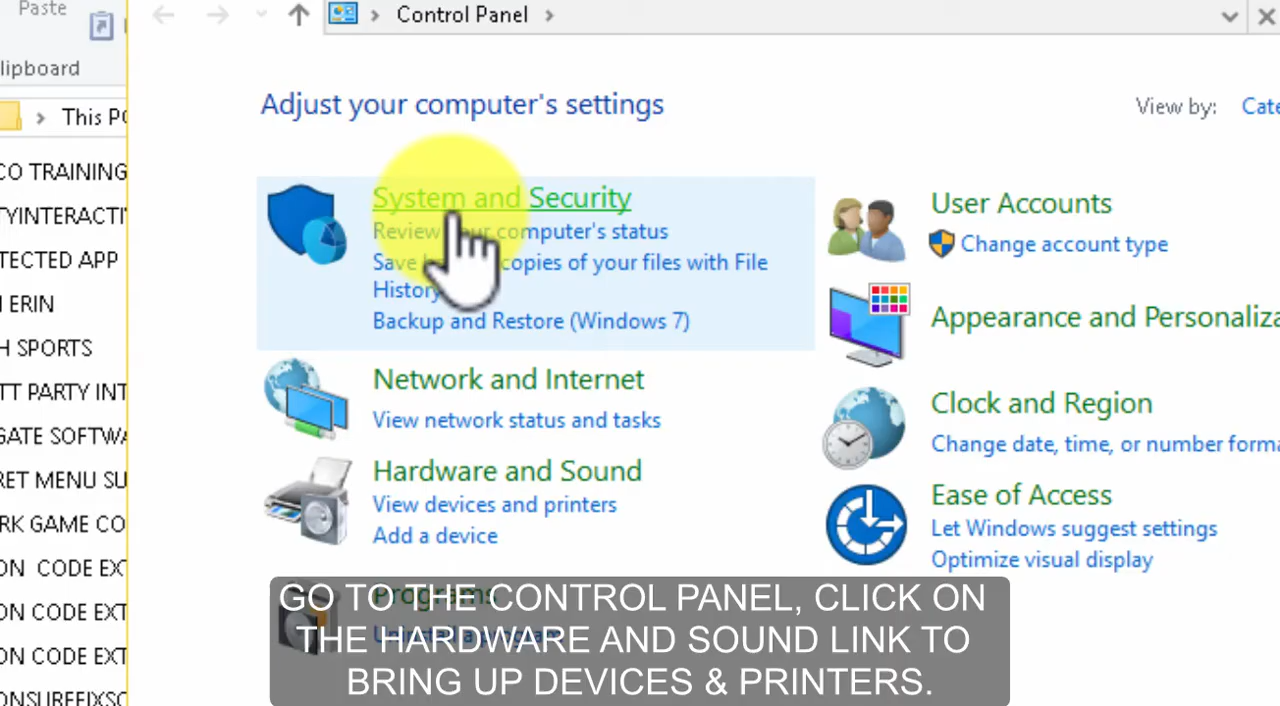 Paste
lipboard
This PC
CO TRAINING
TYINTERACTI
TECTED APP
ERIN
H SPORTS
TT PARTY INT
GATE SOFTWA
RET MENU SU
RK GAME CO
ON CODE EXT
ON CODE EXT
ON CODE EXT
ONSUREFIXSC
Control Panel
Adjust your computer's settings
View by: Cate
System and Security
Review your computer's status
Save backup copies of your files with File
History
Backup and Restore (Windows 7)
Network and Internet
View network status and tasks
Hardware and Sound
View devices and printers
Add a device
Programs
Uninstall a program
User Accounts
Change account type
Appearance and Personaliza
Clock and Region
Change date, time, or number forma
Ease of Access
Let Windows suggest settings
Optimize visual display
GO TO THE CONTROL PANEL, CLICK ON
THE HARDWARE AND SOUND LINK TO
BRING UP DEVICES & PRINTERS.